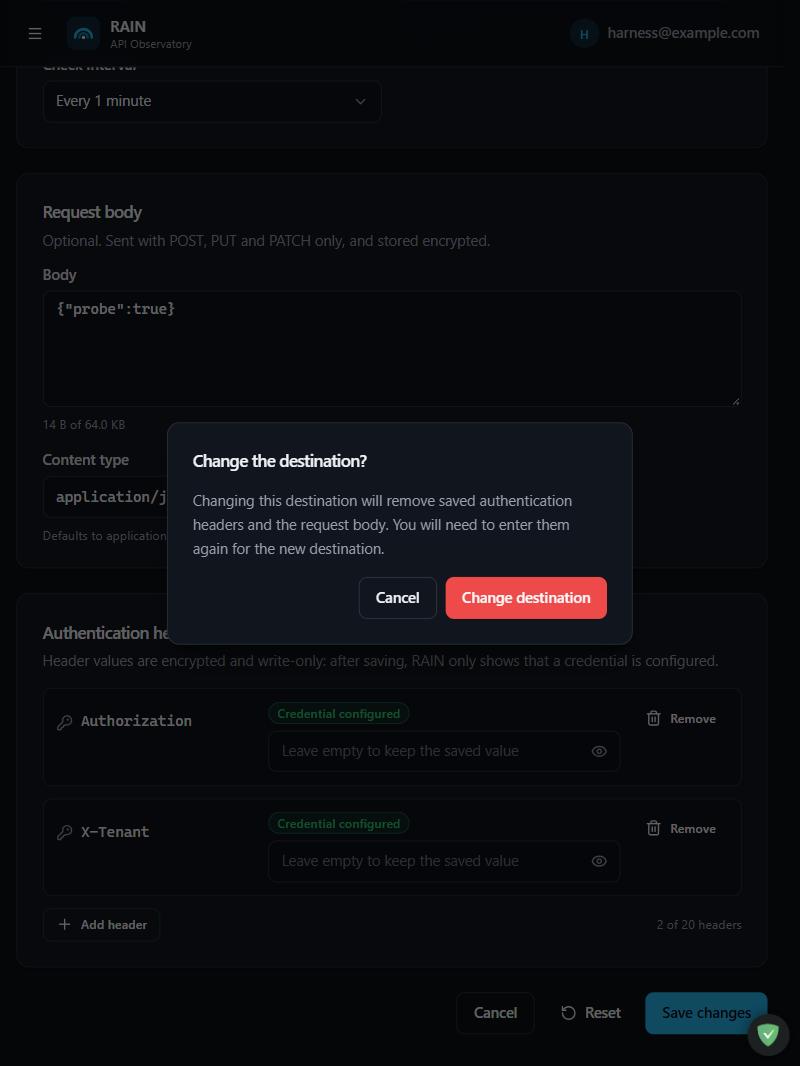 RAIN
API Observatory
H
harness@example.com
Check interval
Every 1 minute
Request body
Optional. Sent with POST, PUT and PATCH only, and stored encrypted.
Body
{"probe":true}
14 B of 64.0 KB
Content type
application/j
Defaults to application
Change the destination?
Changing this destination will remove saved authentication
headers and the request body. You will need to enter them
again for the new destination.
Cancel
Change destination
Authentication he
Header values are encrypted and write-only: after saving, RAIN only shows that a credential is configured.
Authorization
Credential configured
Leave empty to keep the saved value
Remove
X-Tenant
Credential configured
Leave empty to keep the saved value
Remove
Add header
2 of 20 headers
Cancel
Reset
Save changes